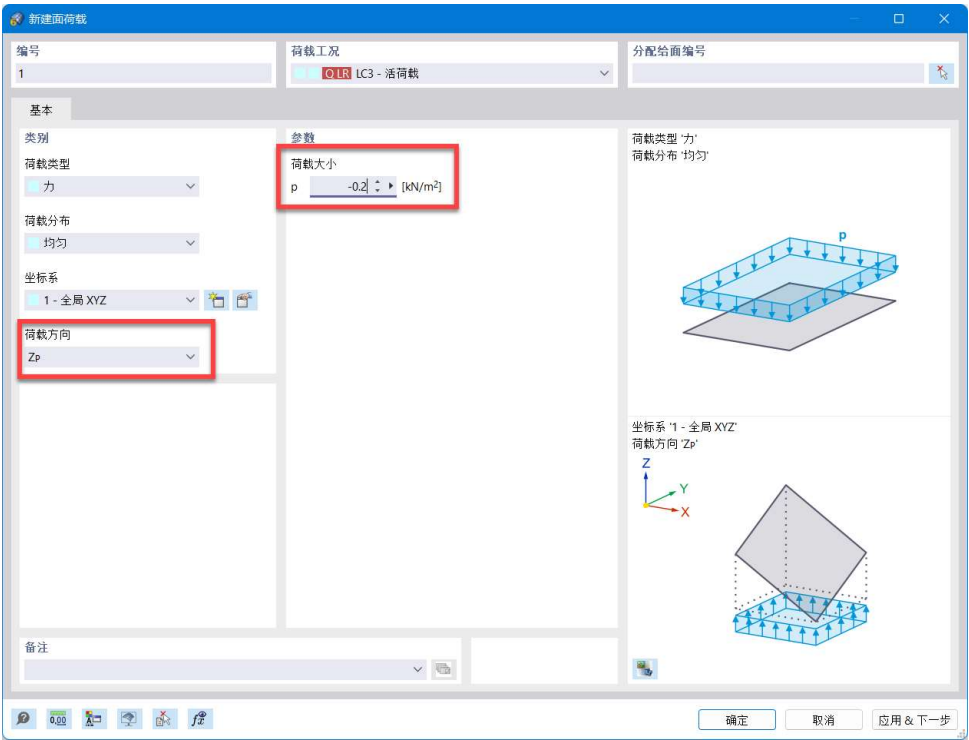 新建面荷载
编号
1
荷载工况
Q LR LC3 - 活荷载
分配给面编号
基本
类别
荷载类型
力
荷载分布
均匀
坐标系
1 - 全局 XYZ
荷载方向
ZP
参数
荷载大小
p -0.2 [kN/m²]
荷载类型 '力'
荷载分布 '均匀'
p
坐标系 '1 - 全局 XYZ'
荷载方向 'ZP'
Z
Y
X
备注
0,00
确定
取消
应用 & 下一步